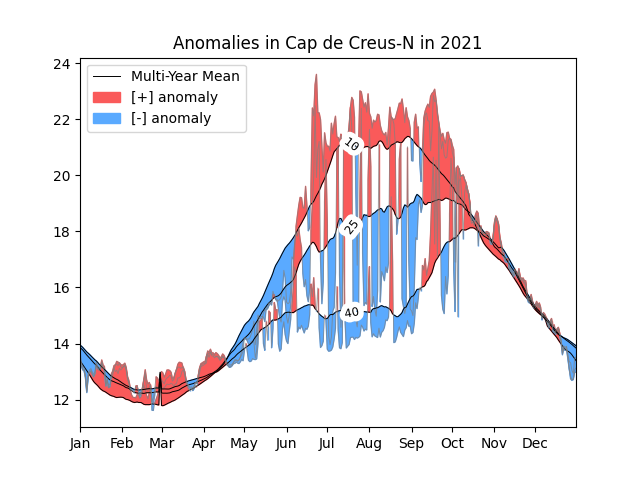 Anomalies in Cap de Creus-N in 2021
Multi-Year Mean
[+] anomaly
[-] anomaly
24
22
20
18
16
14
12
10
25
40
Jan Feb Mar Apr May Jun Jul Aug Sep Oct Nov Dec